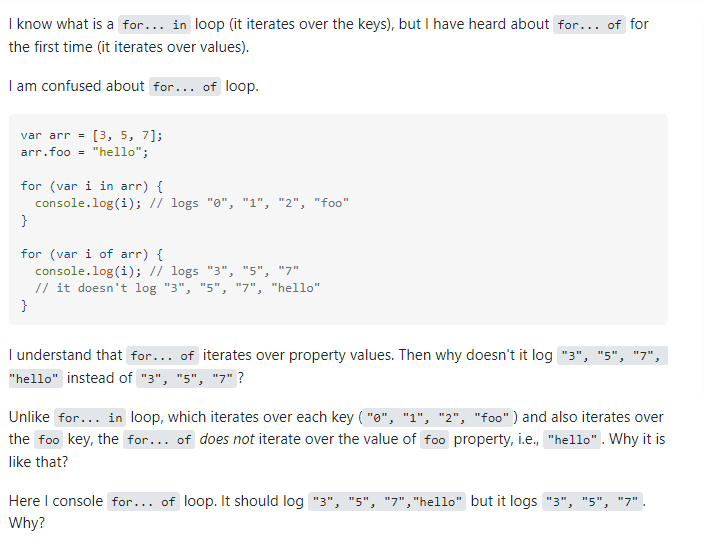 I know what is a for... in loop (it iterates over the keys), but I have heard about for... of for
the first time (it iterates over values).
I am confused about for... of loop.
var arr = [3, 5, 7];
arr.foo = "hello";
for (var i in arr) {
  console.log(i); // logs "0", "1", "2", "foo"
}
for (var i of arr) {
  console.log(i); // logs "3", "5", "7"
  // it doesn't log "3", "5", "7", "hello"
}
I understand that for... of iterates over property values. Then why doesn't it log "3", "5", "7",
"hello" instead of "3", "5", "7" ?
Unlike for... in loop, which iterates over each key ( "0", "1", "2", "foo" ) and also iterates over
the foo key, the for... of does not iterate over the value of foo property, i.e., "hello" . Why it is
like that?
Here I console for... of loop. It should log "3", "5", "7","hello" but it logs "3", "5", "7" .
Why?